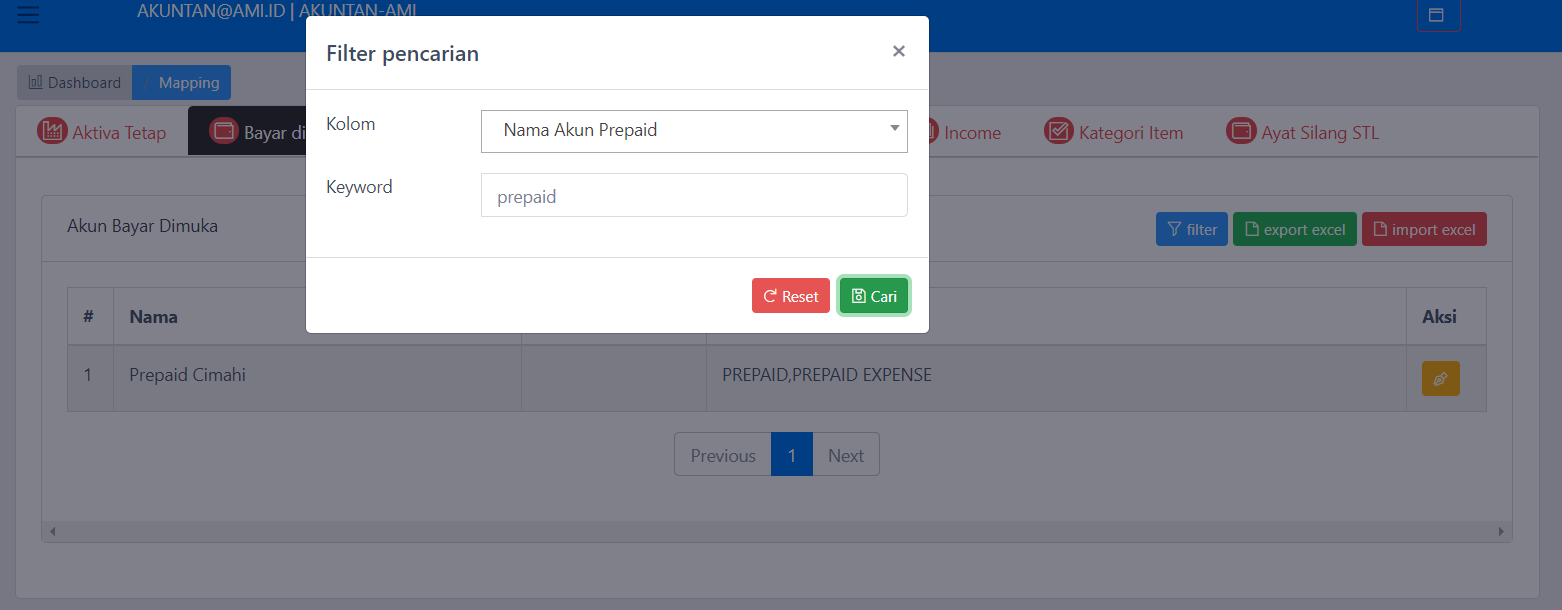 AKUNTAN@AMI.ID | AKUNTAN-AMI
Filter pencarian
×
Dashboard / Mapping
Kolom
Nama Akun Prepaid
Aktiva Tetap
Bayar di
Income
Kategori Item
Ayat Silang STL
Keyword
prepaid
Akun Bayar Dimuka
filter
export excel
import excel
Reset
Cari
# Nama Aksi
1 Prepaid Cimahi PREPAID,PREPAID EXPENSE
Previous 1 Next